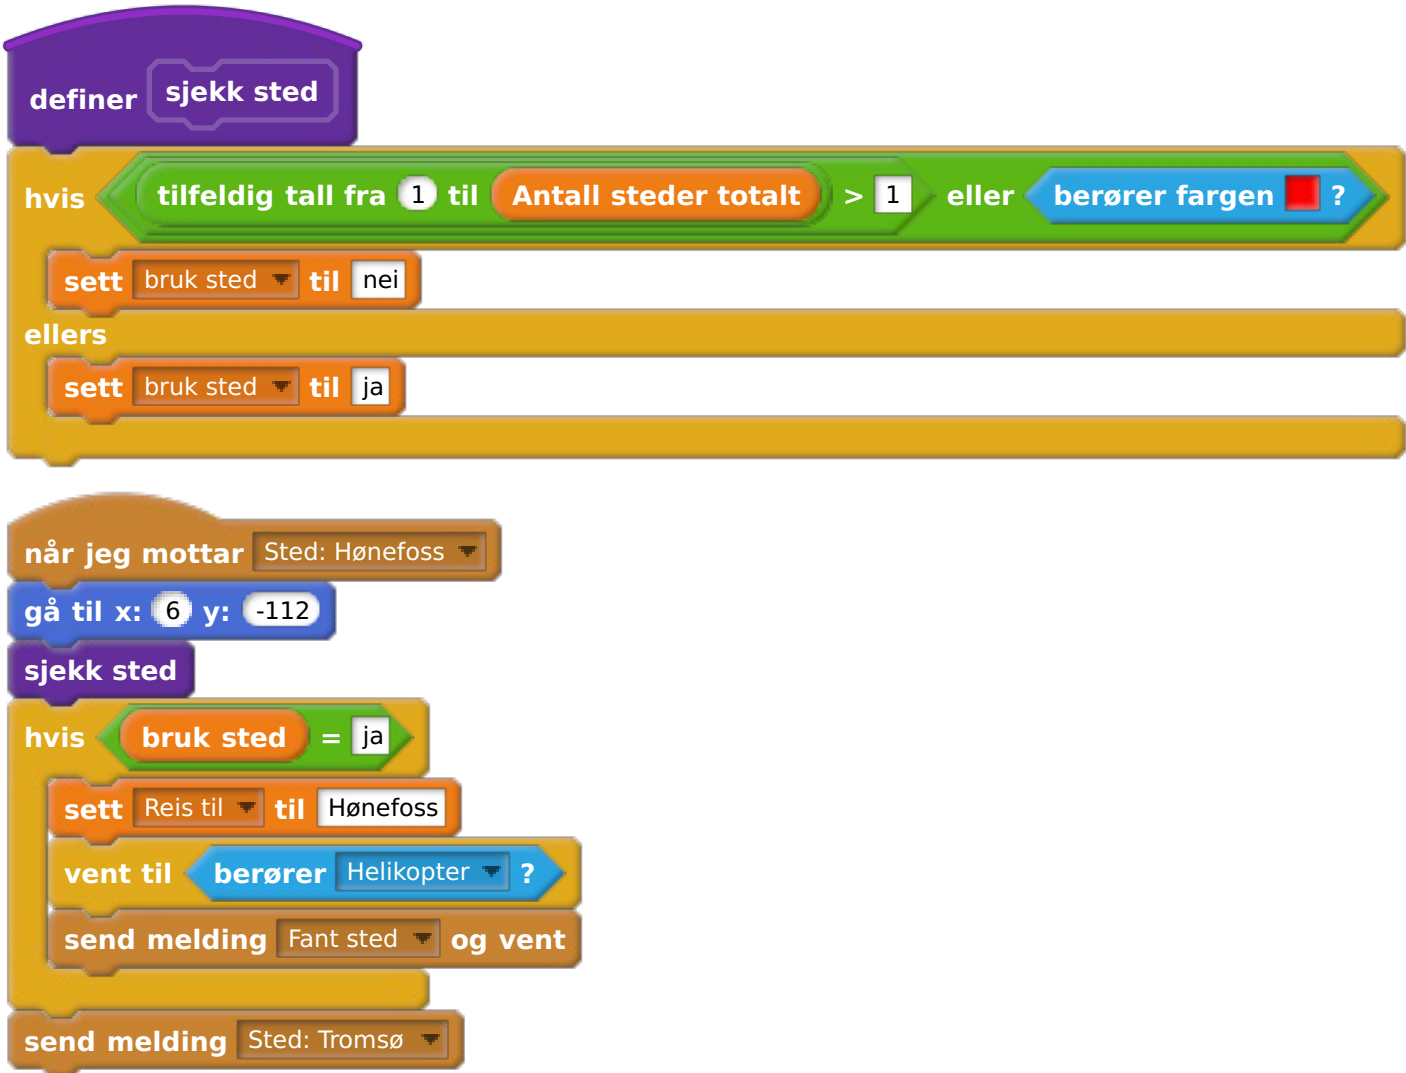 definer sjekk sted
hvis tilfeldig tall fra 1 til Antall steder totalt > 1 eller berører fargen ?
sett bruk sted til nei
ellers
sett bruk sted til ja
når jeg mottar Sted: Hønefoss
gå til x: 6 y: -112
sjekk sted
hvis bruk sted = ja
sett Reis til til Hønefoss
vent til berører Helikopter ?
send melding Fant sted og vent
send melding Sted: Tromsø